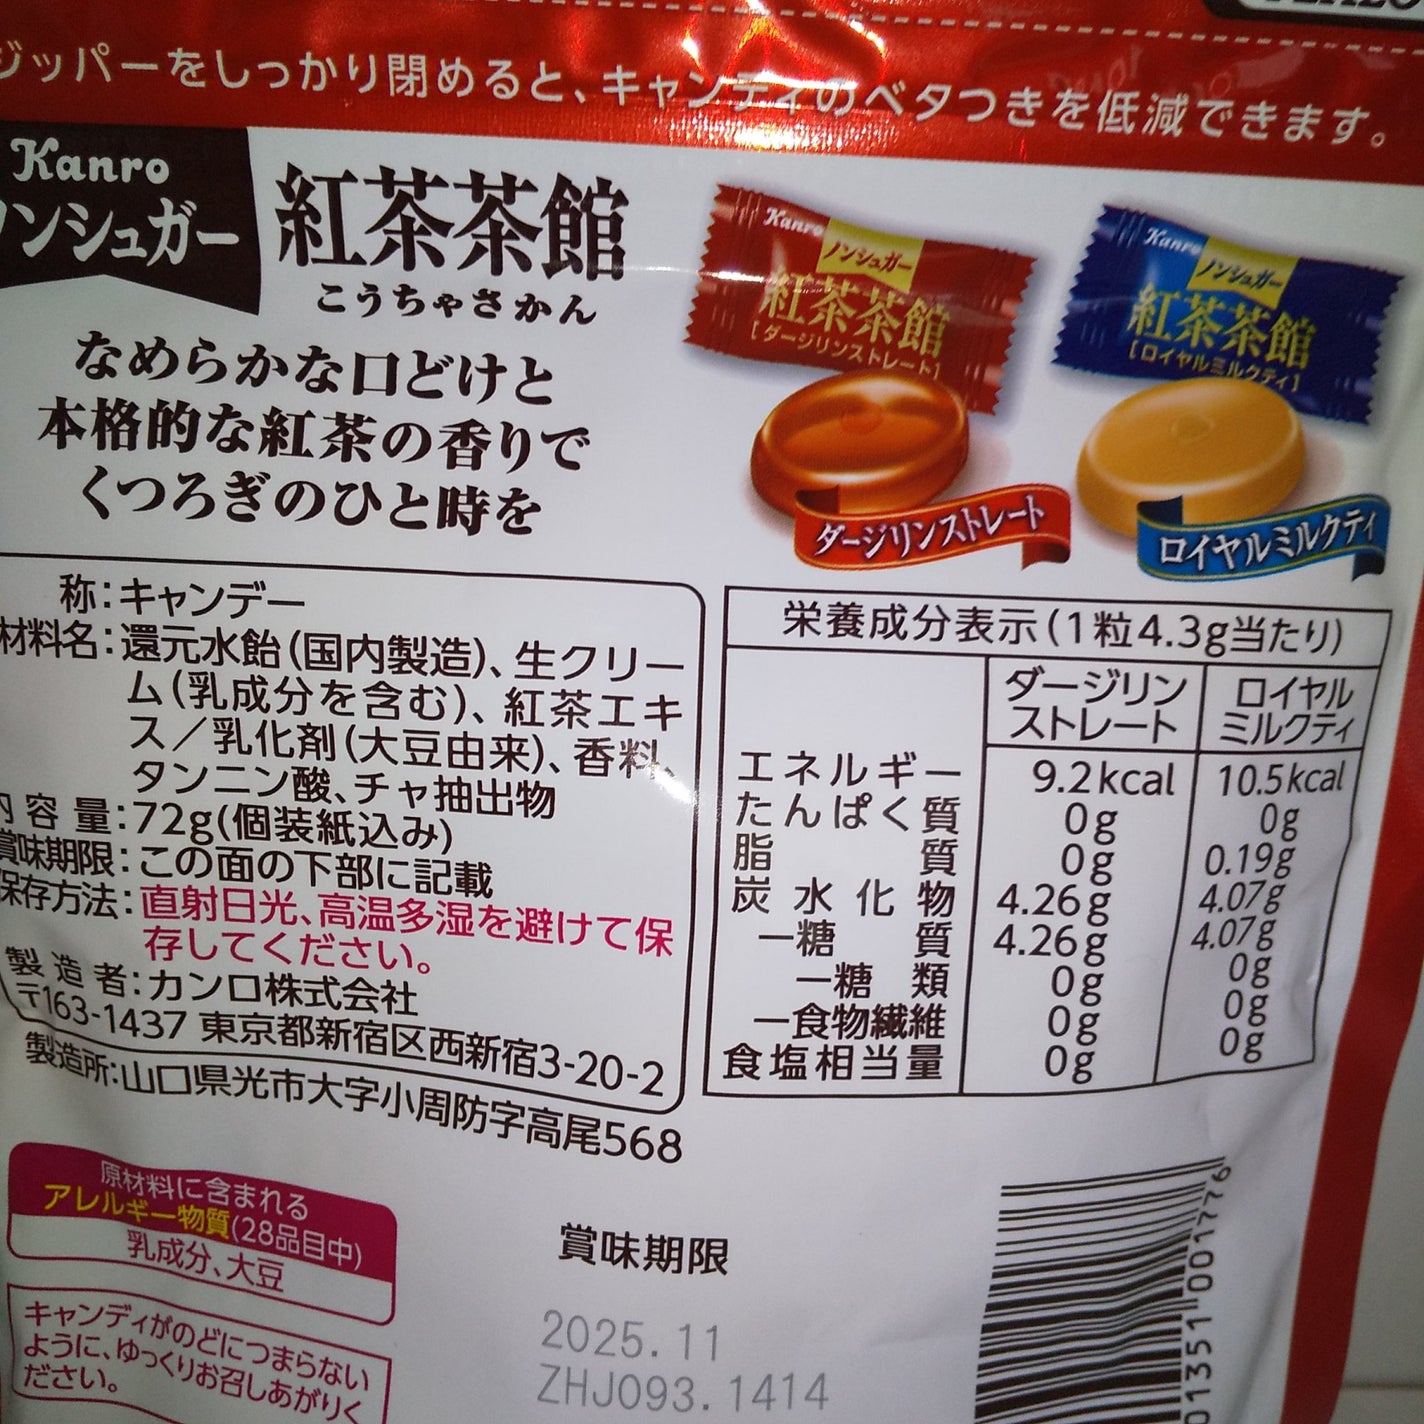 ジッパーをしっかり閉めると、キャンディのベタつきを低減できます。
Kanro
ノンシュガー
紅茶茶館
こうちゃさかん
なめらかな口どけと
本格的な紅茶の香りで
くつろぎのひと時を
Kanro
ノンシュガー
紅茶茶館
[ダージリンストレート]
ダージリンストレート
Kanro
ノンシュガー
紅茶茶館
[ロイヤルミルクティ]
ロイヤルミルクティ
称:キャンデー
材料名:還元水飴(国内製造)、生クリー
ム(乳成分を含む)、紅茶エキ
ス/乳化剤(大豆由来)、香料、
タンニン酸、チャ抽出物
内容量:72g(個装紙込み)
賞味期限:この面の下部に記載
保存方法:直射日光、高温多湿を避けて保
存してください。
製造者:カンロ株式会社
〒163-1437 東京都新宿区西新宿3-20-2
製造所:山口県光市大字小周防字高尾568
栄養成分表示(1粒4.3g当たり)
ダージリンストレート ロイヤルミルクティ
エネルギー 9.2kcal 10.5kcal
たんぱく質 0g 0g
脂質 0g 0.19g
炭水化物 4.26g 4.07g
ー糖質 4.26g 4.07g
ー糖類 0g 0g
ー食物繊維 0g 0g
食塩相当量 0g 0g
原材料に含まれる
アレルギー物質(28品目中)
乳成分、大豆
キャンディがのどにつまらない
ように、ゆっくりお召しあがりく
ださい。
賞味期限
2025.11
ZHJ093.1414
01351 001776